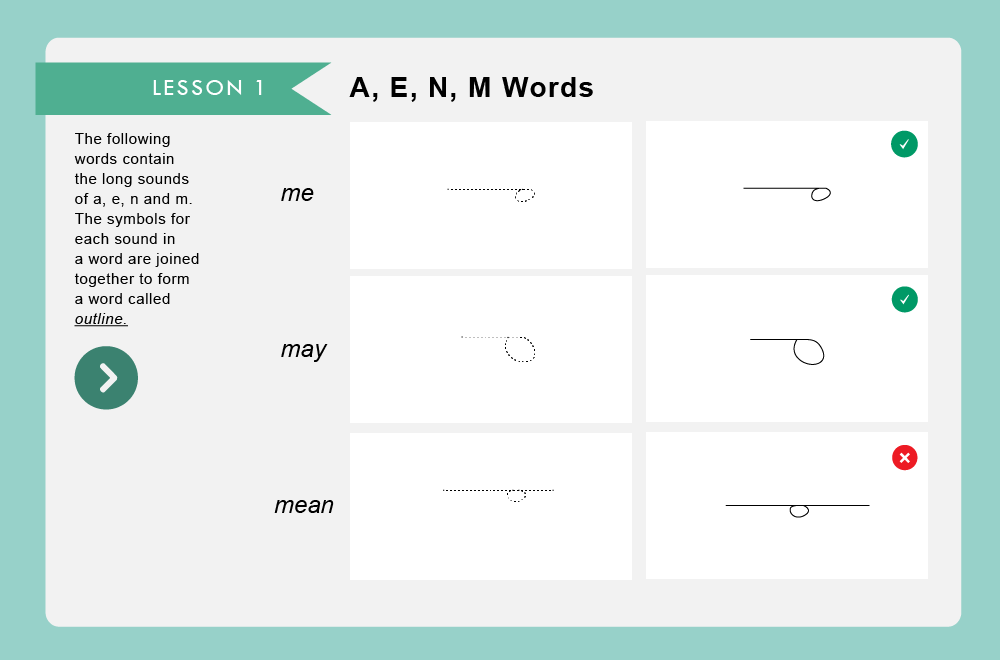 LESSON 1
A, E, N, M Words
The following
words contain
the long sounds
of a, e, n and m.
The symbols for
each sound in
a word are joined
together to form
a word called
outline.
me
may
mean